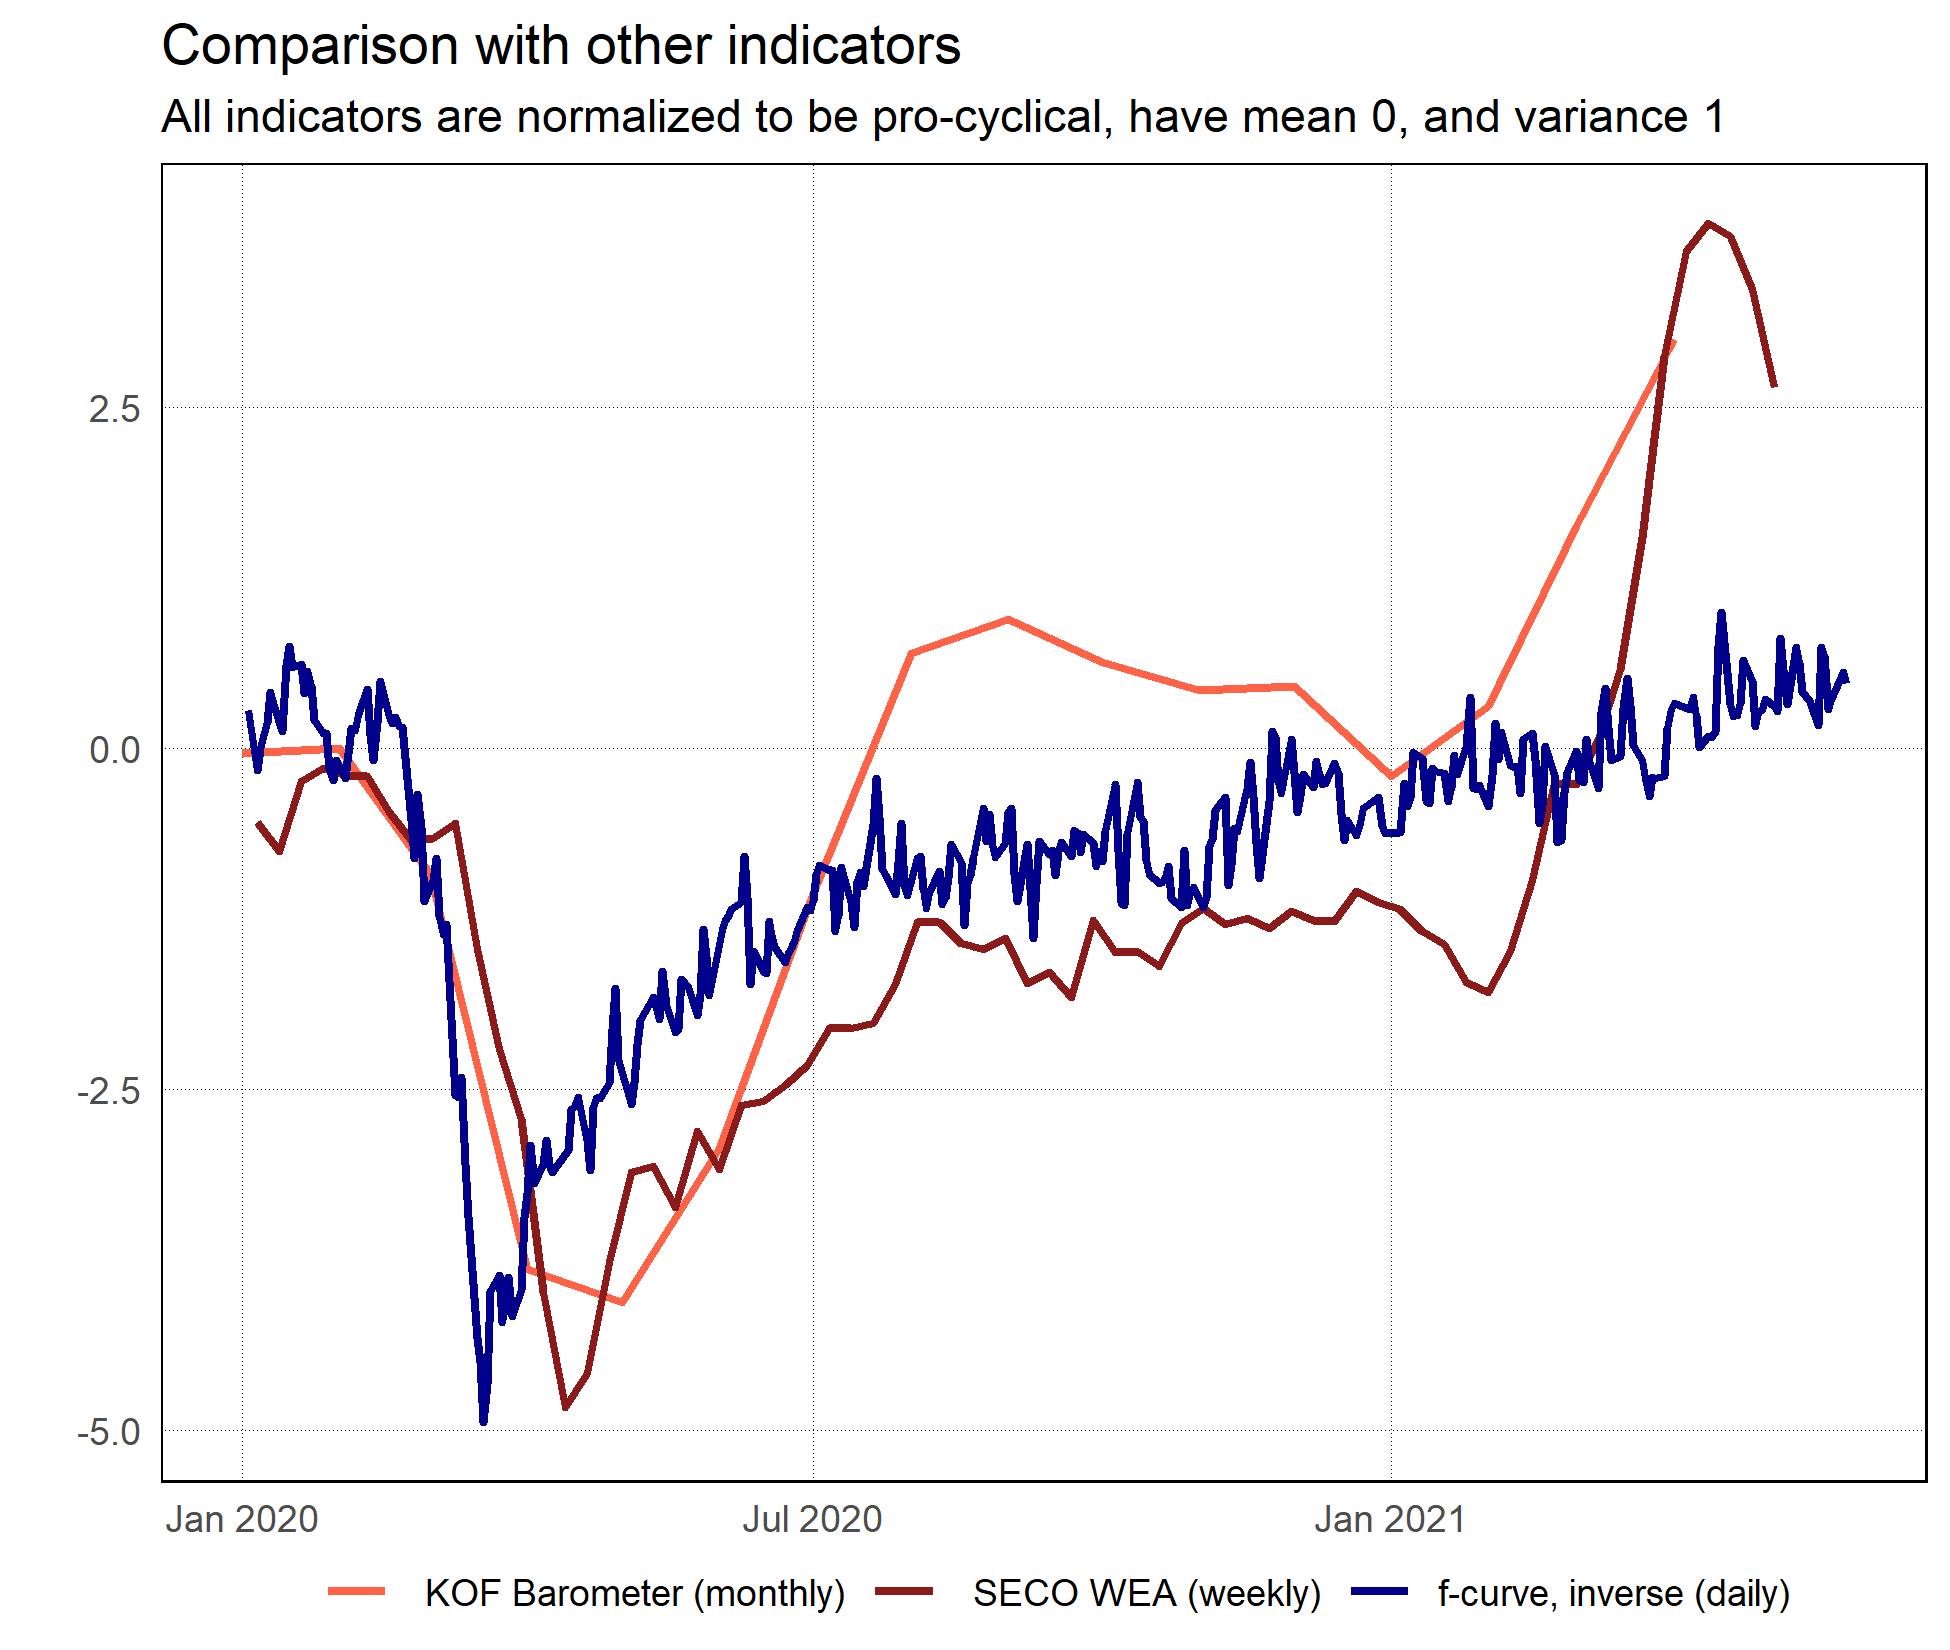 Comparison with other indicators
All indicators are normalized to be pro-cyclical, have mean 0, and variance 1
2.5
0.0
-2.5
-5.0
Jan 2020 Jul 2020 Jan 2021
KOF Barometer (monthly) SECO WEA (weekly) f-curve, inverse (daily)